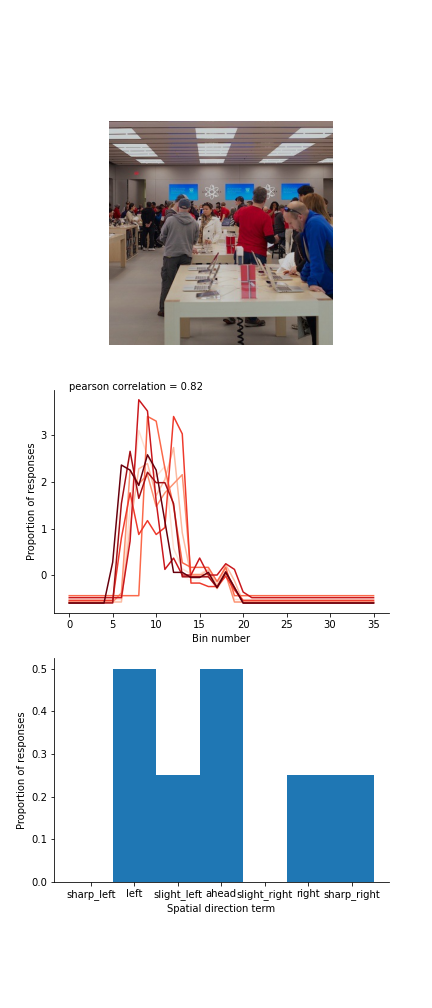 pearson correlation = 0.82
3
2
1
0
Proportion of responses
0 5 10 15 20 25 30 35
Bin number
0.5
0.4
0.3
0.2
0.1
0.0
Proportion of responses
sharp_left left slight_left ahead slight_right right sharp_right
Spatial direction term